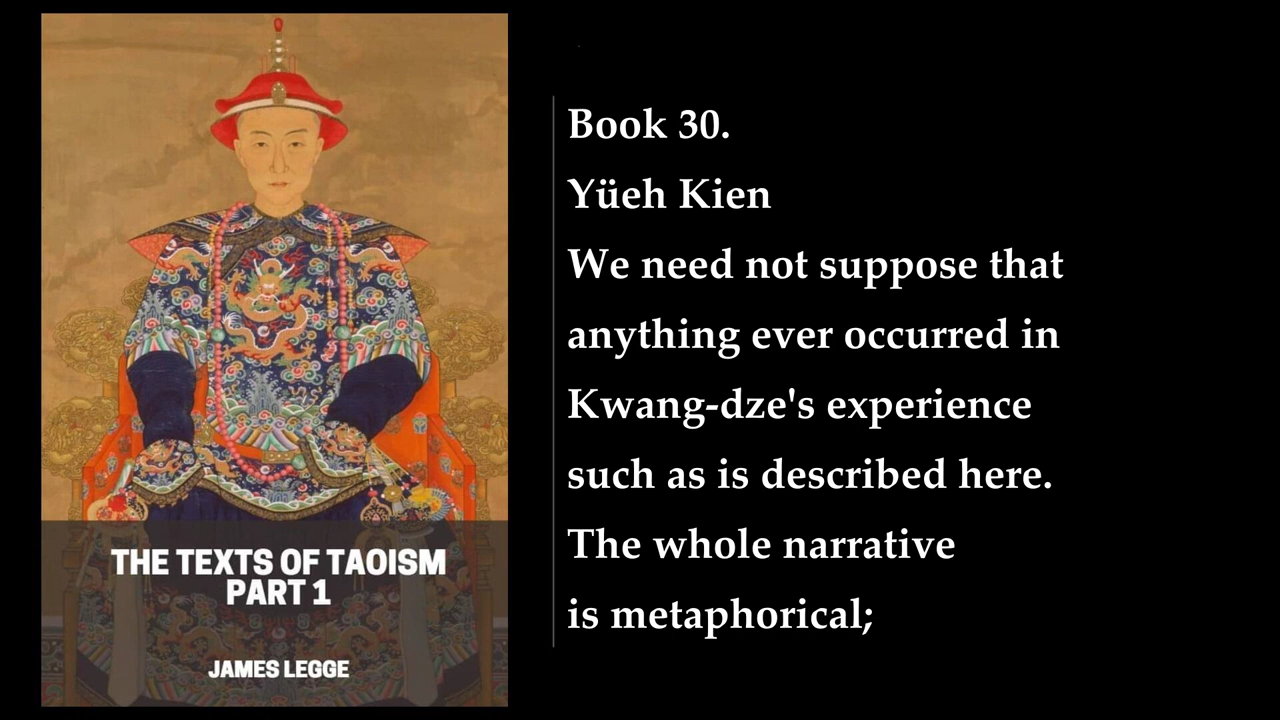 THE TEXTS OF TAOISM
PART 1
JAMES LEGGE
Book 30.
Yüeh Kien
We need not suppose that
anything ever occurred in
Kwang-dze's experience
such as is described here.
The whole narrative
is metaphorical;